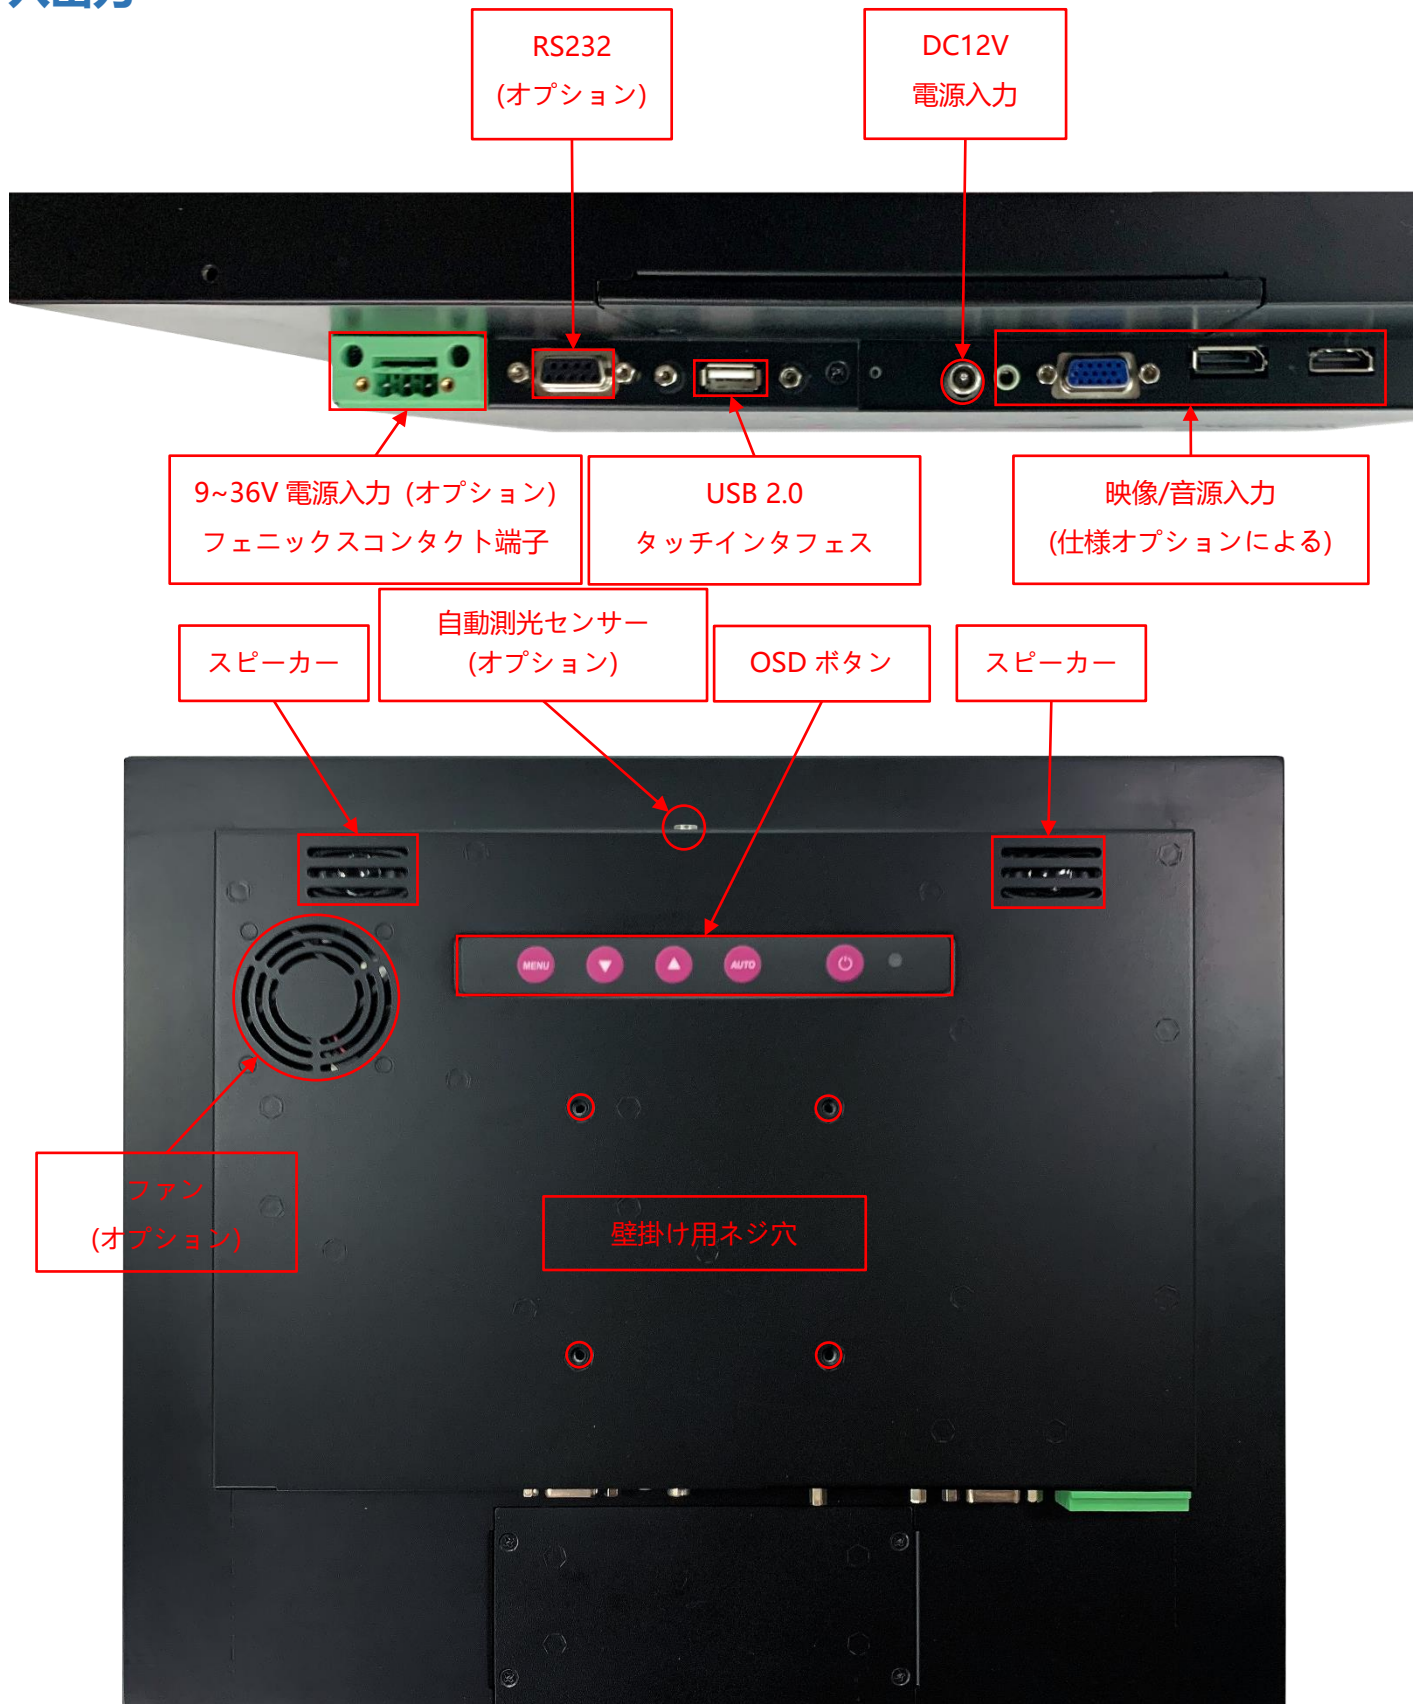 RS232
(オプション)
DC12V
電源入力
9~36V 電源入力 (オプション)
フェニックスコンタクト端子
USB 2.0
タッチインタフェス
映像/音源入力
(仕様オプションによる)
スピーカー
自動測光センサー
(オプション)
OSD ボタン
スピーカー
MENU
AUTO
ファン
(オプション)
壁掛け用ネジ穴